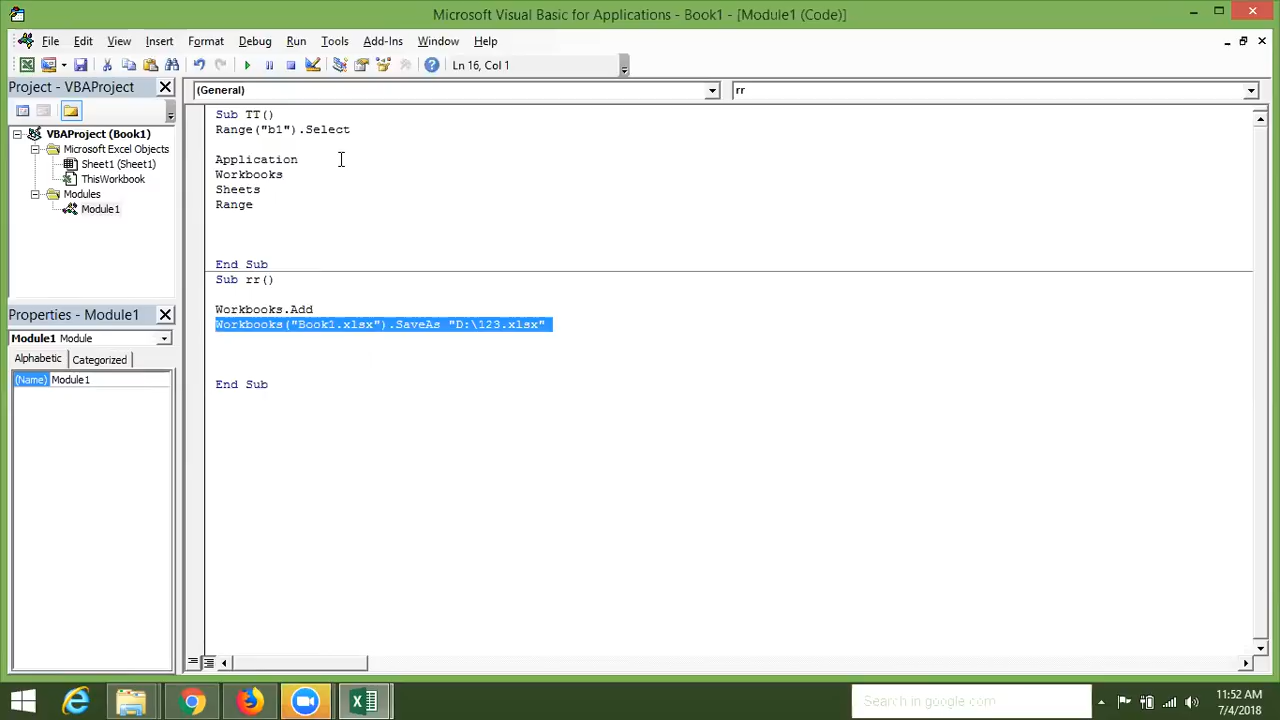 Microsoft Visual Basic for Applications - Book1 - [Module1 (Code)]
File Edit View Insert Format Debug Run Tools Add-Ins Window Help
Ln 16, Col 1
Project - VBAProject
(General)
rr
VBAProject (Book1)
Microsoft Excel Objects
Sheet1 (Sheet1)
ThisWorkbook
Modules
Module1
Sub TT()
Range("b1").Select
Application
Workbooks
Sheets
Range
End Sub
Sub rr()
Workbooks.Add
Workbooks("Book1.xlsx").SaveAs "D:\123.xlsx"
End Sub
Properties - Module1
Module1 Module
Alphabetic Categorized
(Name) Module1
Search in google.com
11:52 AM
7/4/2018